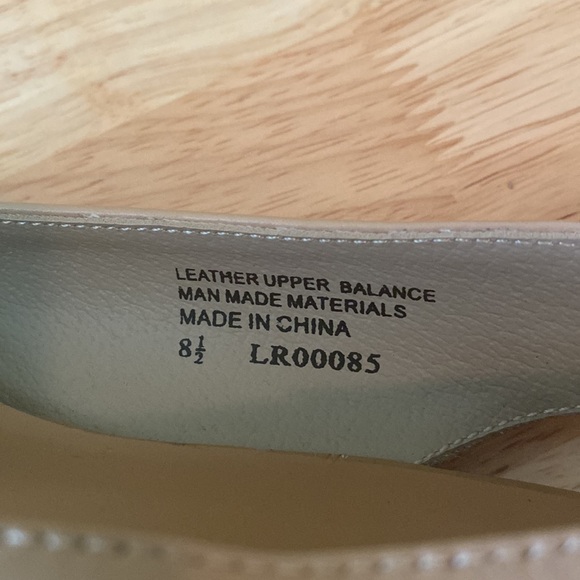 LEATHER UPPER BALANCE
MAN MADE MATERIALS
MADE IN CHINA
8½ LR00085